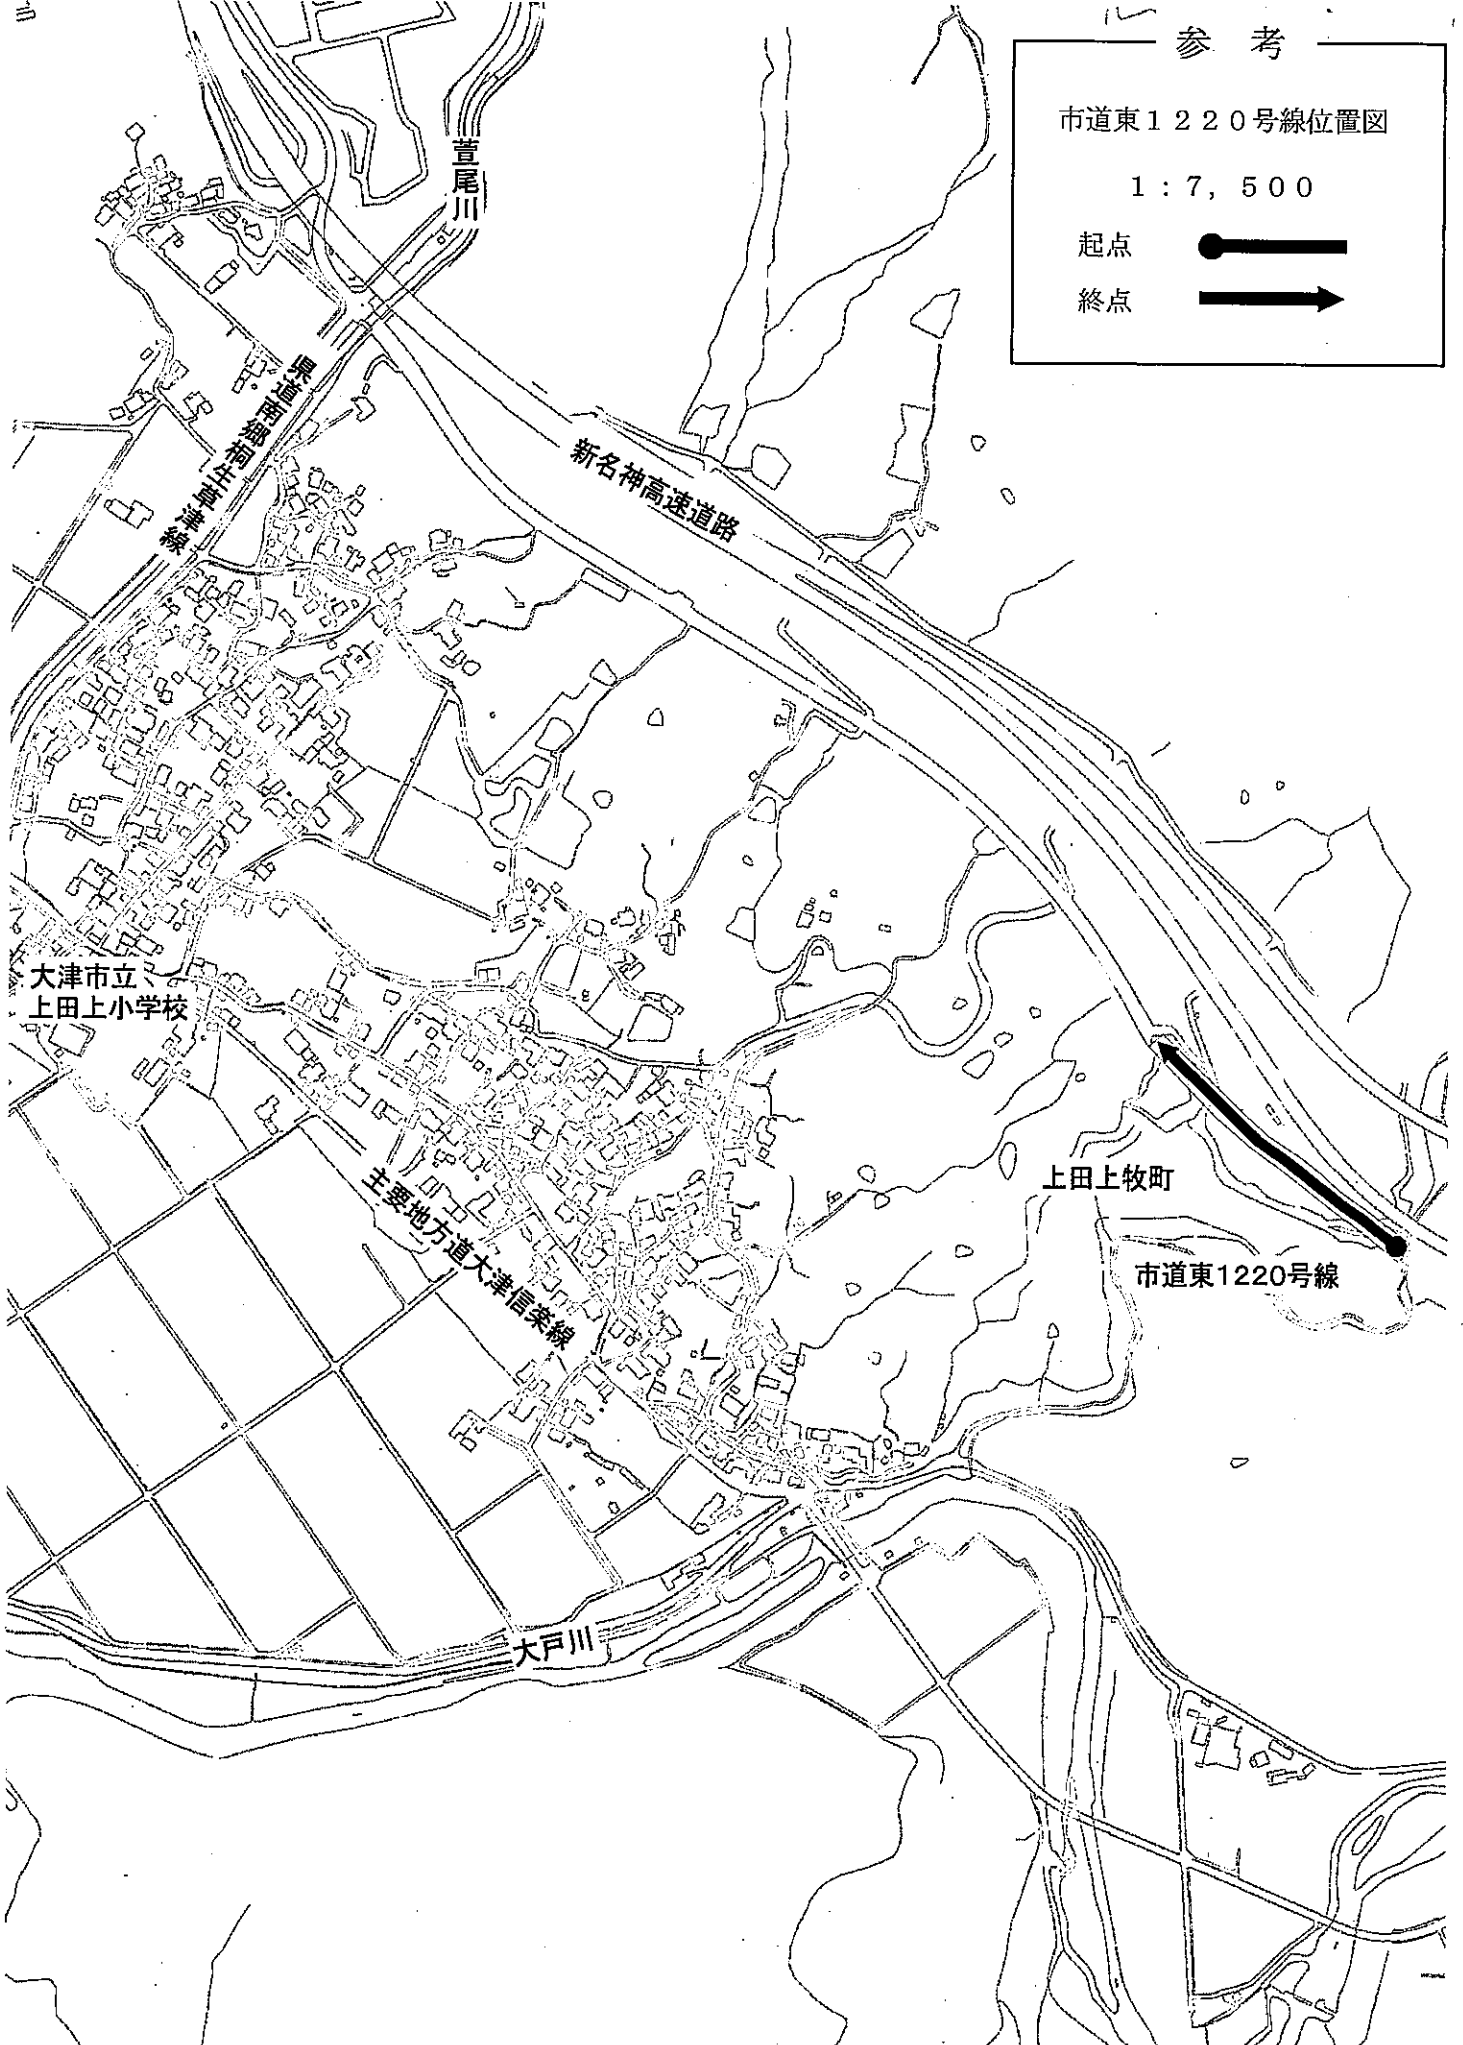 参考
市道東1220号線位置図
1:7,500
起点
終点
萱尾川
県道南郷桐生草津線
新名神高速道路
大津市立
上田上小学校
主要地方道大津信楽線
上田上牧町
市道東1220号線
大戸川